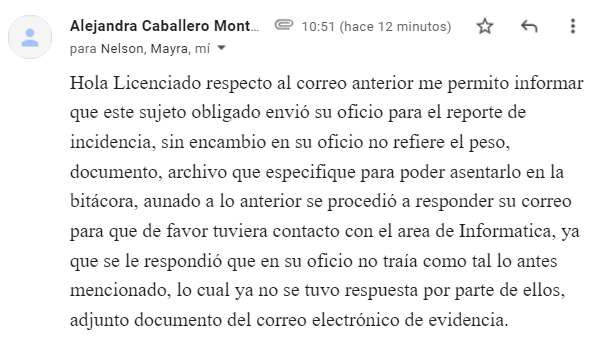 Alejandra Caballero Mont... 10:51 (hace 12 minutos)
para Nelson, Mayra, mí
Hola Licenciado respecto al correo anterior me permito informar
que este sujeto obligado envió su oficio para el reporte de
incidencia, sin encambio en su oficio no refiere el peso,
documento, archivo que especifique para poder asentarlo en la
bitácora, aunado a lo anterior se procedió a responder su correo
para que de favor tuviera contacto con el area de Informatica, ya
que se le respondió que en su oficio no traía como tal lo antes
mencionado, lo cual ya no se tuvo respuesta por parte de ellos,
adjunto documento del correo electrónico de evidencia.